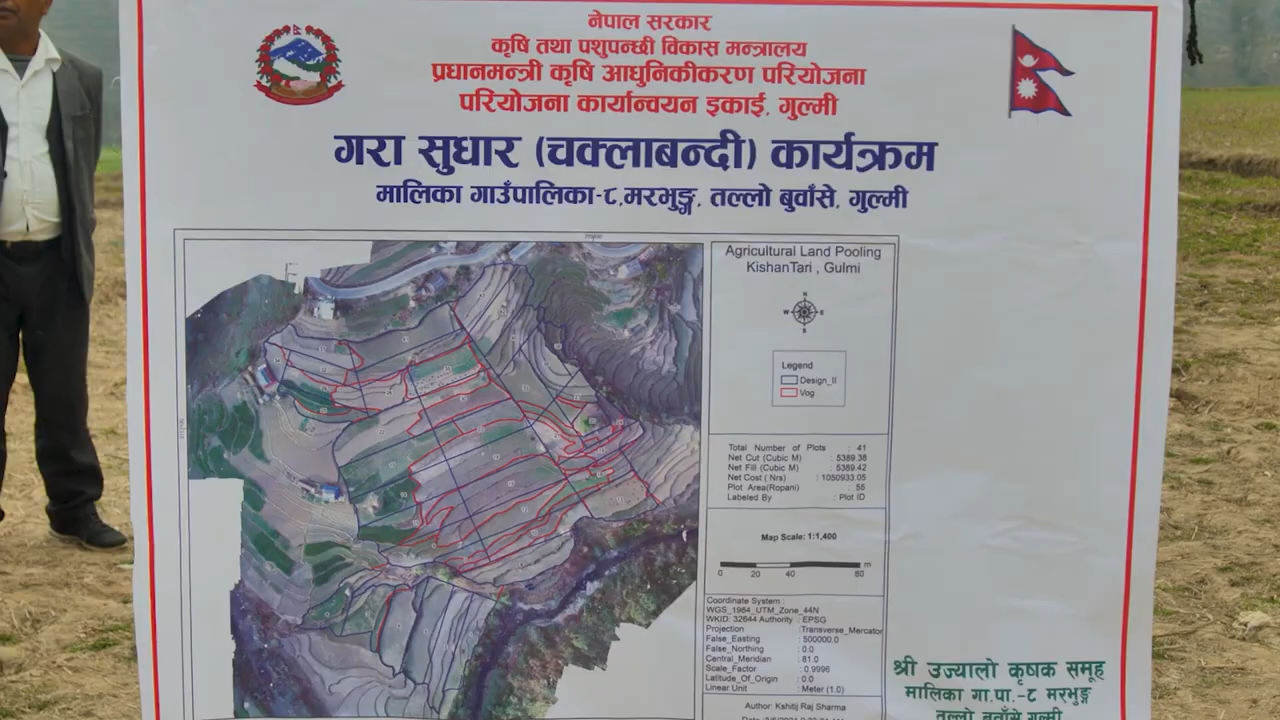 नेपाल सरकार
कृषि तथा पशुपन्छी विकास मन्त्रालय
प्रधानमन्त्री कृषि आधुनिकीकरण परियोजना
परियोजना कार्यान्वयन इकाई, गुल्मी
गरा सुधार (चक्लाबन्दी) कार्यक्रम
मालिका गाउँपालिका-८,मरभुङ्ग, तल्लो बुवाँसे, गुल्मी
Agricultural Land Pooling
KishanTari , Gulmi
N
W E
S
Legend
Design_II
Vog
Total Number of Plots : 41
Net Cut (Cubic M) : 5389.38
Net Fill (Cubic M) : 5389.42
Net Cost ( Nrs) : 1050933.05
Plot Area(Ropani) : 55
Labeled By : Plot ID
Map Scale: 1:1,400
0 20 40 80 m
Coordinate System :
WGS_1984_UTM_Zone_44N
WKID: 32644 Authority : EPSG
Projection : Transverse_Mercator
False_Easting : 500000.0
False_Northing : 0.0
Central_Meridian : 81.0
Scale_Factor : 0.9996
Latitude_Of_Origin : 0.0
Linear Unit : Meter (1.0)
Author: Kshitij Raj Sharma
श्री उज्यालो कृषक समूह
मालिका गा.पा.-८ मरभुङ्ग
तल्लो बुवाँसे गुल्मी